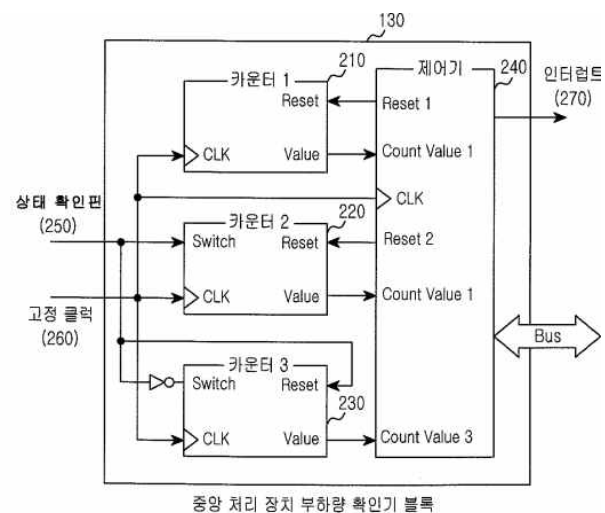 130
카운터 1
210
Reset
CLK
Value
제어기
240
Reset 1
Count Value 1
CLK
인터럽트
(270)
상태 확인핀
(250)
카운터 2
220
Switch
Reset
CLK
Value
Reset 2
Count Value 1
고정 클럭
(260)
Bus
카운터 3
230
Switch
Reset
CLK
Value
Count Value 3
중앙 처리 장치 부하량 확인기 블록